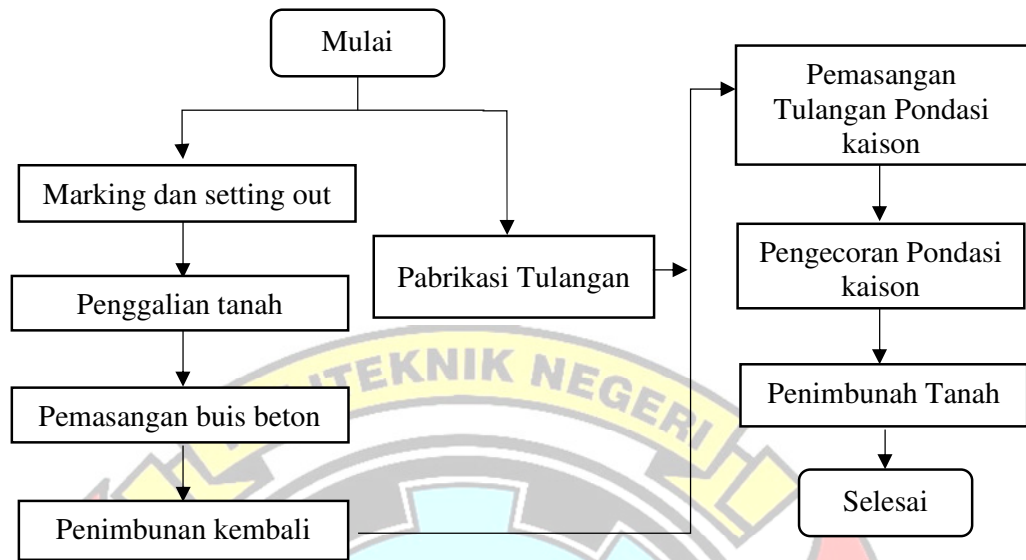 Mulai
Marking dan setting out
Penggalian tanah
Pemasangan buis beton
Penimbunan kembali
Pabrikasi Tulangan
Pemasangan
Tulangan Pondasi
kaison
Pengecoran Pondasi
kaison
Penimbunah Tanah
Selesai
NEGERI